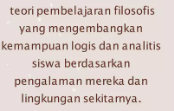 teori pembelajaran filosofis
yang mengembangkan
kemampuan logis dan analitis
siswa berdasarkan
pengalaman mereka dan
lingkungan sekitarnya.